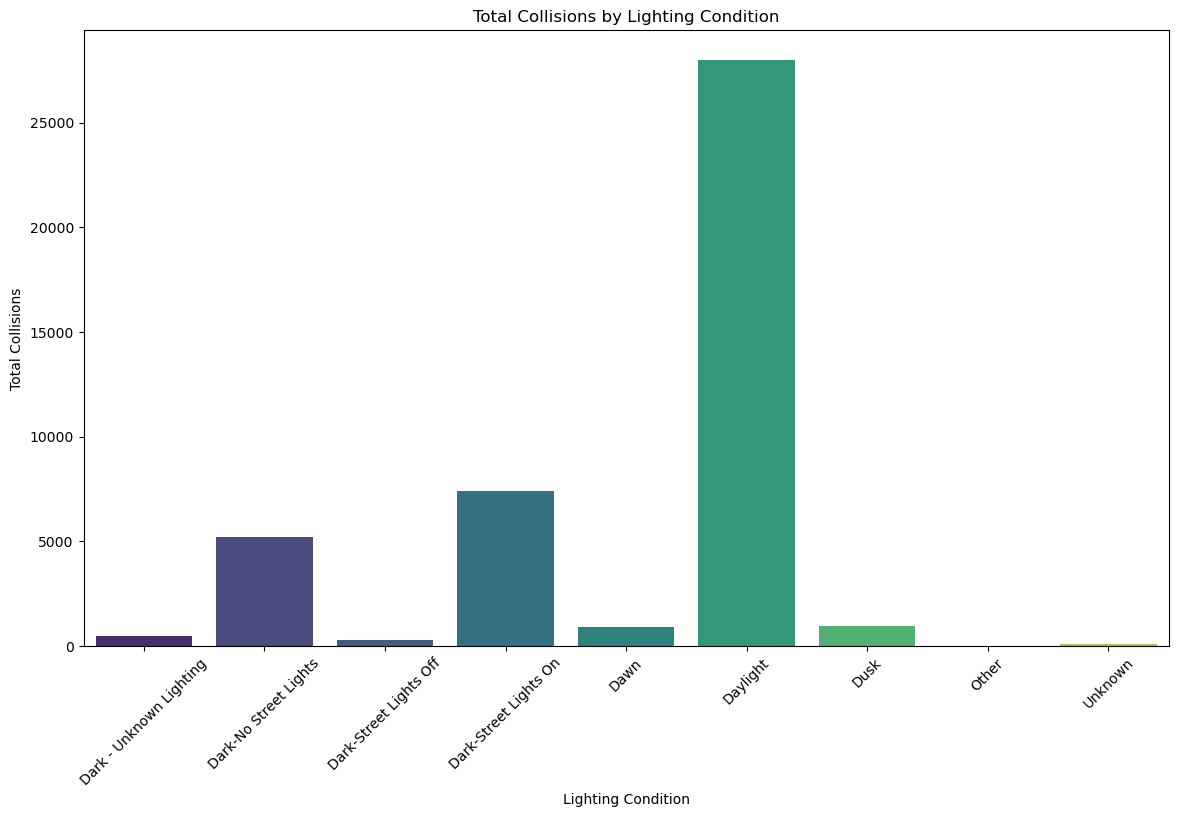 Total Collisions by Lighting Condition
25000
20000
15000
10000
5000
0
Total Collisions
Dark - Unknown Lighting
Dark-No Street Lights
Dark-Street Lights Off
Dark-Street Lights On
Dawn
Daylight
Dusk
Other
Unknown
Lighting Condition